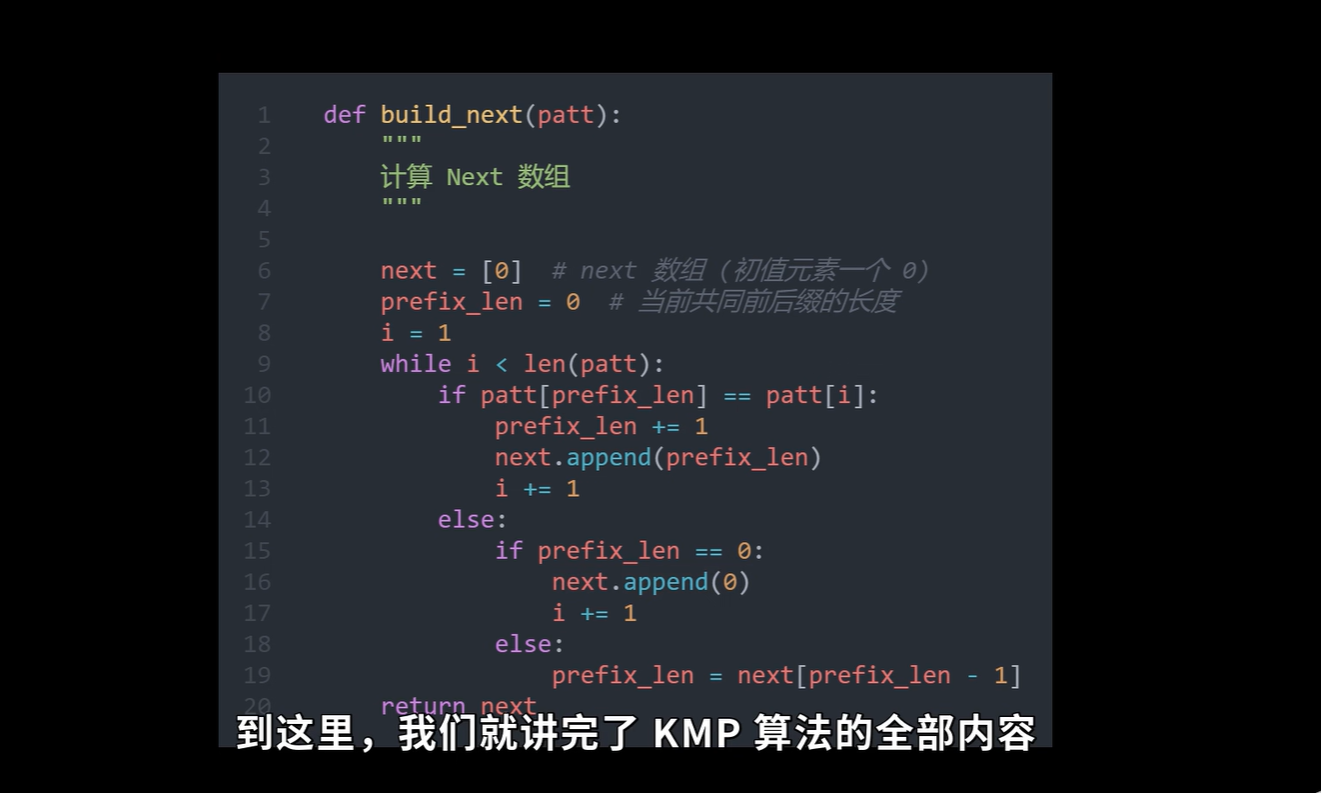 1 def build_next(patt):
2     """
3     计算 Next 数组
4     """
5
6     next = [0]  # next 数组 (初值元素一个 0)
7     prefix_len = 0  # 当前共同前后缀的长度
8     i = 1
9     while i < len(patt):
10         if patt[prefix_len] == patt[i]:
11             prefix_len += 1
12             next.append(prefix_len)
13             i += 1
14         else:
15             if prefix_len == 0:
16                 next.append(0)
17                 i += 1
18             else:
19                 prefix_len = next[prefix_len - 1]
20     return next
到这里，我们就讲完了 KMP 算法的全部内容